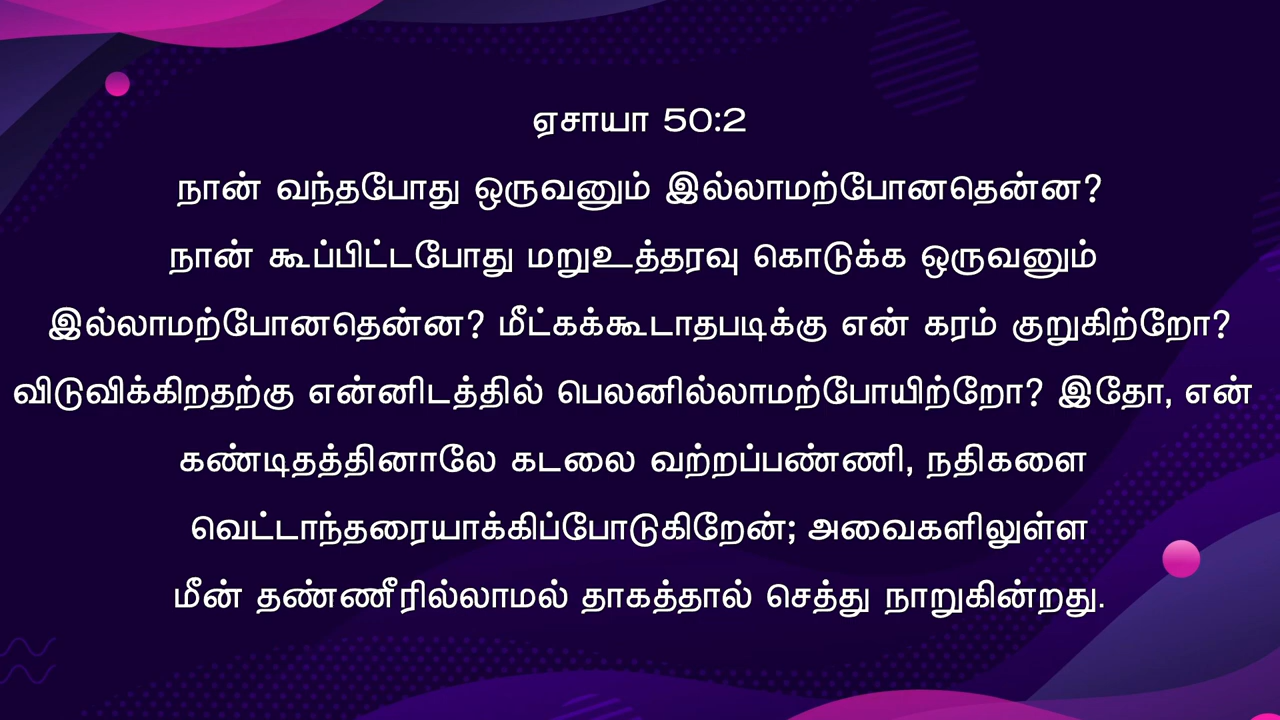 ஏசாயா 50:2
நான் வந்தபோது ஒருவனும் இல்லாமற்போனதென்ன?
நான் கூப்பிட்டபோது மறுஉத்தரவு கொடுக்க ஒருவனும்
இல்லாமற்போனதென்ன? மீட்கக்கூடாதபடிக்கு என் கரம் குறுகிற்றோ?
விடுவிக்கிறதற்கு என்னிடத்தில் பெலனில்லாமற்போயிற்றோ? இதோ, என்
கண்டிதத்தினாலே கடலை வற்றப்பண்ணி, நதிகளை
வெட்டாந்தரையாக்கிப்போடுகிறேன்; அவைகளிலுள்ள
மீன் தண்ணீரில்லாமல் தாகத்தால் செத்து நாறுகின்றது.